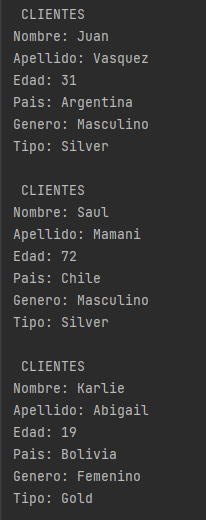 CLIENTES
Nombre: Juan
Apellido: Vasquez
Edad: 31
Pais: Argentina
Genero: Masculino
Tipo: Silver
CLIENTES
Nombre: Saul
Apellido: Mamani
Edad: 72
Pais: Chile
Genero: Masculino
Tipo: Silver
CLIENTES
Nombre: Karlie
Apellido: Abigail
Edad: 19
Pais: Bolivia
Genero: Femenino
Tipo: Gold